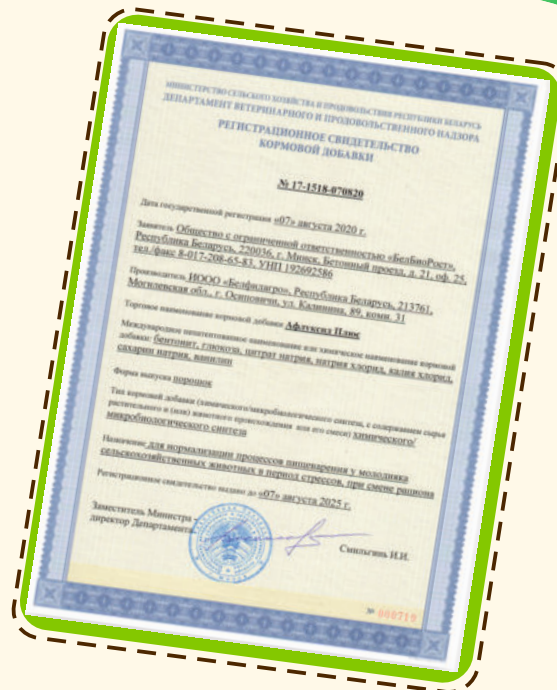 МИНИСТЕРСТВО СЕЛЬСКОГО ХОЗЯЙСТВА И ПРОДОВОЛЬСТВИЯ РЕСПУБЛИКИ БЕЛАРУСЬ
ДЕПАРТАМЕНТ ВЕТЕРИНАРНОГО И ПРОДОВОЛЬСТВЕННОГО НАДЗОРА
РЕГИСТРАЦИОННОЕ СВИДЕТЕЛЬСТВО
КОРМОВОЙ ДОБАВКИ
№ 17-1518-070820
Дата государственной регистрации «07» августа 2020 г.
Заявитель Общество с ограниченной ответственностью «БелБиоРост»,
Республика Беларусь, 220036, г. Минск, Бетонный проезд, д. 21, оф. 25,
тел./факс 8-017-208-65-83, УНП 192692586
Производитель ИООО «Белфидагро», Республика Беларусь, 213761,
Могилевская обл., г. Осиповичи, ул. Калинина, 89, комн. 31
Торговое наименование кормовой добавки Афлуксид Плюс
Международное непатентованное наименование или химическое наименование кормовой
добавки: бентонит, глюкоза, цитрат натрия, натрия хлорид, калия хлорид,
сахарин натрия, ванилин
Форма выпуска порошок
Тип кормовой добавки (химического/микробиологического синтеза, с содержанием сырья
растительного и (или) животного происхождения или его смеси) химического/
микробиологического синтеза
Назначение для нормализации процессов пищеварения у молодняка
сельскохозяйственных животных в период стрессов, при смене рациона
Регистрационное свидетельство выдано до «07» августа 2025 г.
Заместитель Министра -
директор Департамента
Смильгинь И.И.
№ 000719